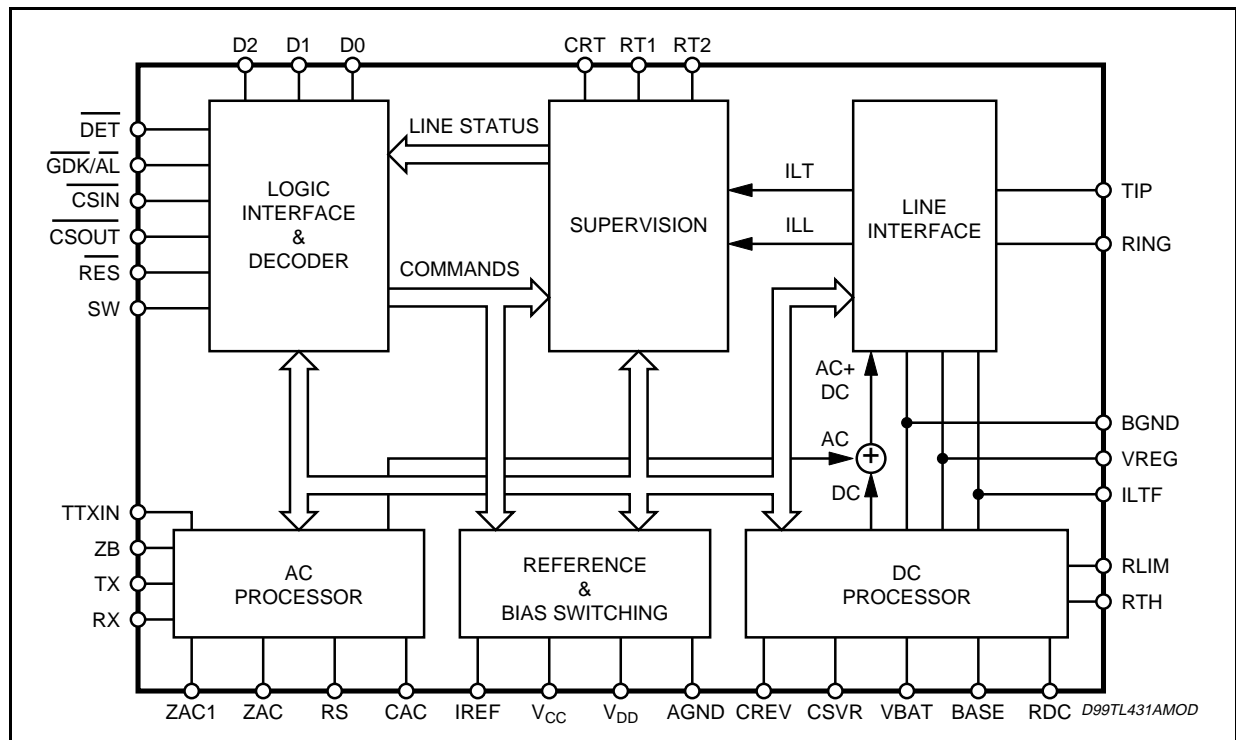 D2 D1 D0 CRT RT1 RT2
DET
GDK/AL
CSIN
CSOUT
RES
SW
LOGIC
INTERFACE
&
DECODER
LINE STATUS
COMMANDS
SUPERVISION
ILT
ILL
LINE
INTERFACE
TIP
RING
AC+
DC
AC
+
DC
BGND
VREG
ILTF
TTXIN
ZB
TX
RX
AC
PROCESSOR
REFERENCE
&
BIAS SWITCHING
DC
PROCESSOR
RLIM
RTH
ZAC1 ZAC RS CAC IREF VCC VDD AGND CREV CSVR VBAT BASE RDC D99TL431AMOD